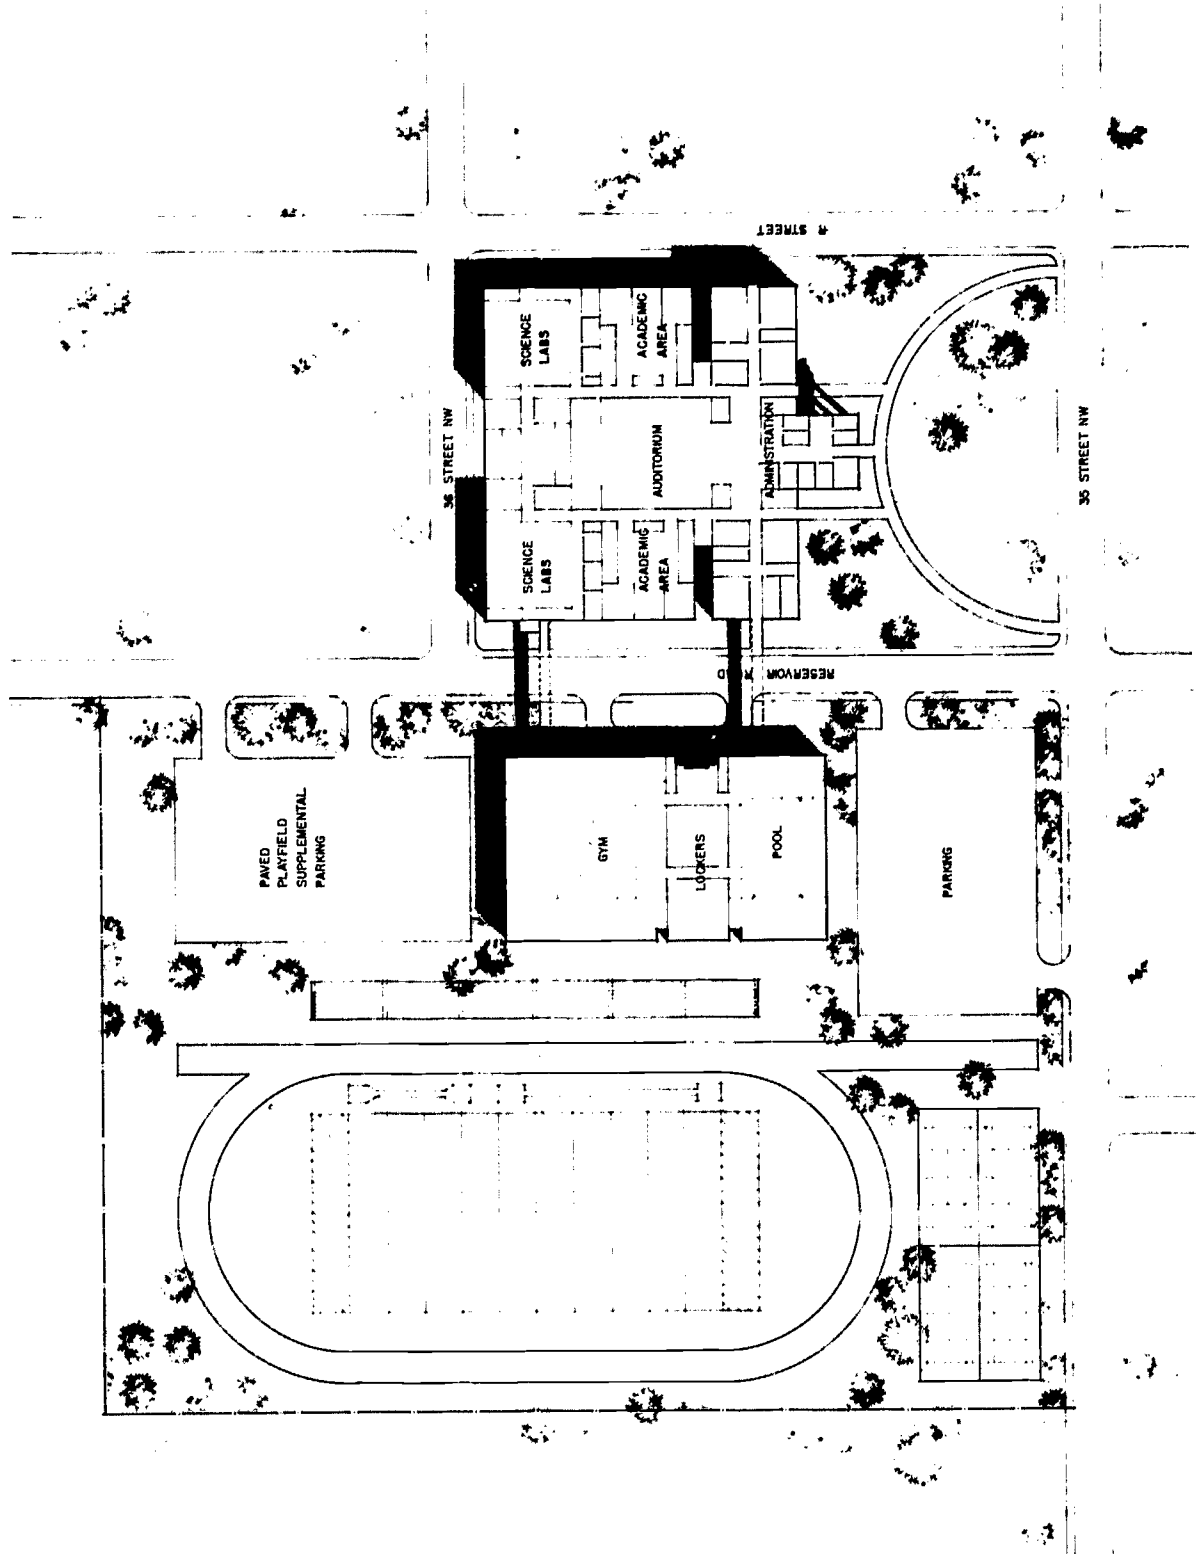 R STREET
SCIENCE
LABS
ACADEMIC
AREA
36 STREET NW
AUDITORIUM
ADMINISTRATION
35 STREET NW
SCIENCE
LABS
ACADEMIC
AREA
RESERVOIR ROAD
PAVED
PLAYFIELD
SUPPLEMENTAL
PARKING
GYM
LOCKERS
POOL
PARKING